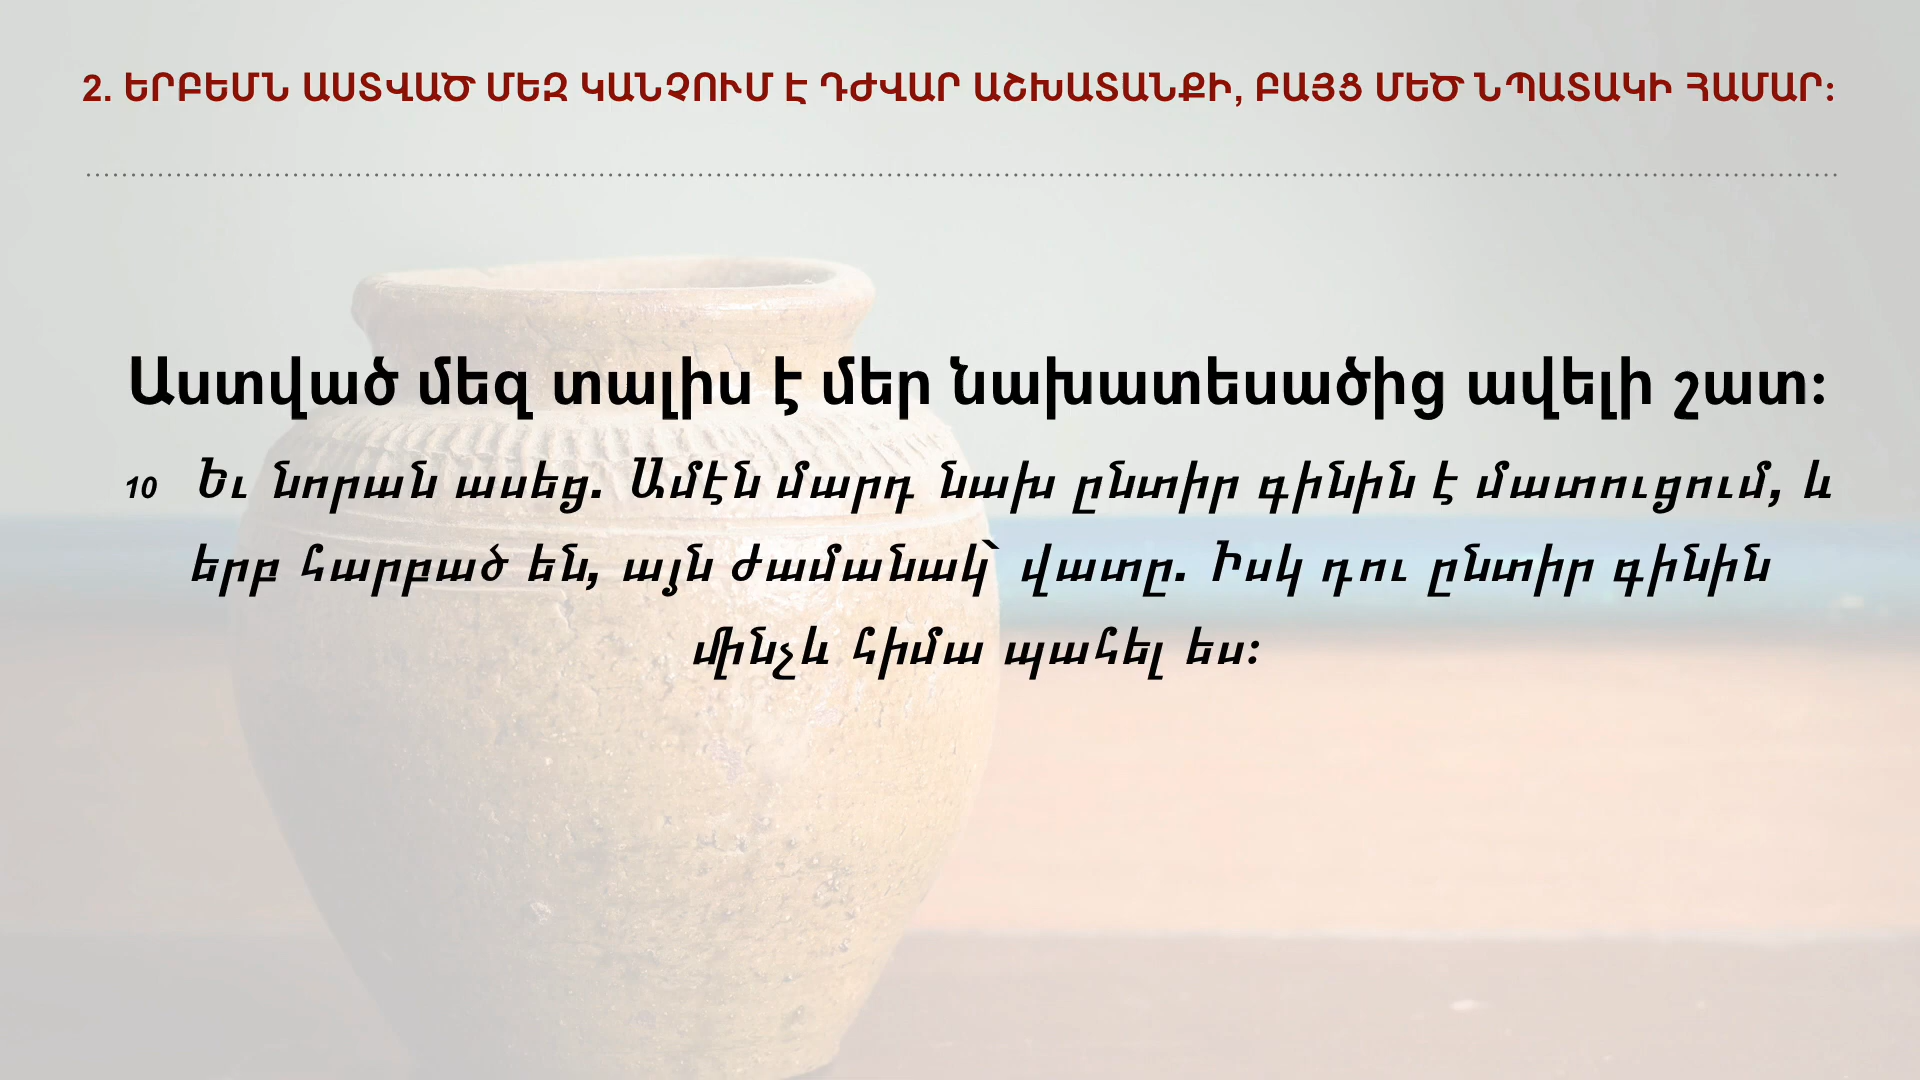 2. ԵՐԲԵՄՆ ԱՍՏՎԱԾ ՄԵԶ ԿԱՆՉՈՒՄ Է ԴԺՎԱՐ ԱՇԽԱՏԱՆՔԻ, ԲԱՅՑ ՄԵԾ ՆՊԱՏԱԿԻ ՀԱՄԱՐ:
Աստված մեզ տալիս է մեր նախատեսածից ավելի շատ:
10 Եւ նորան ասեց. Ամէն մարդ նախ ընտիր գինին է մատուցում, և
երբ հարբած են, այն ժամանակ՝ վատը. Իսկ դու ընտիր գինին
մինչև հիմա պահել ես: